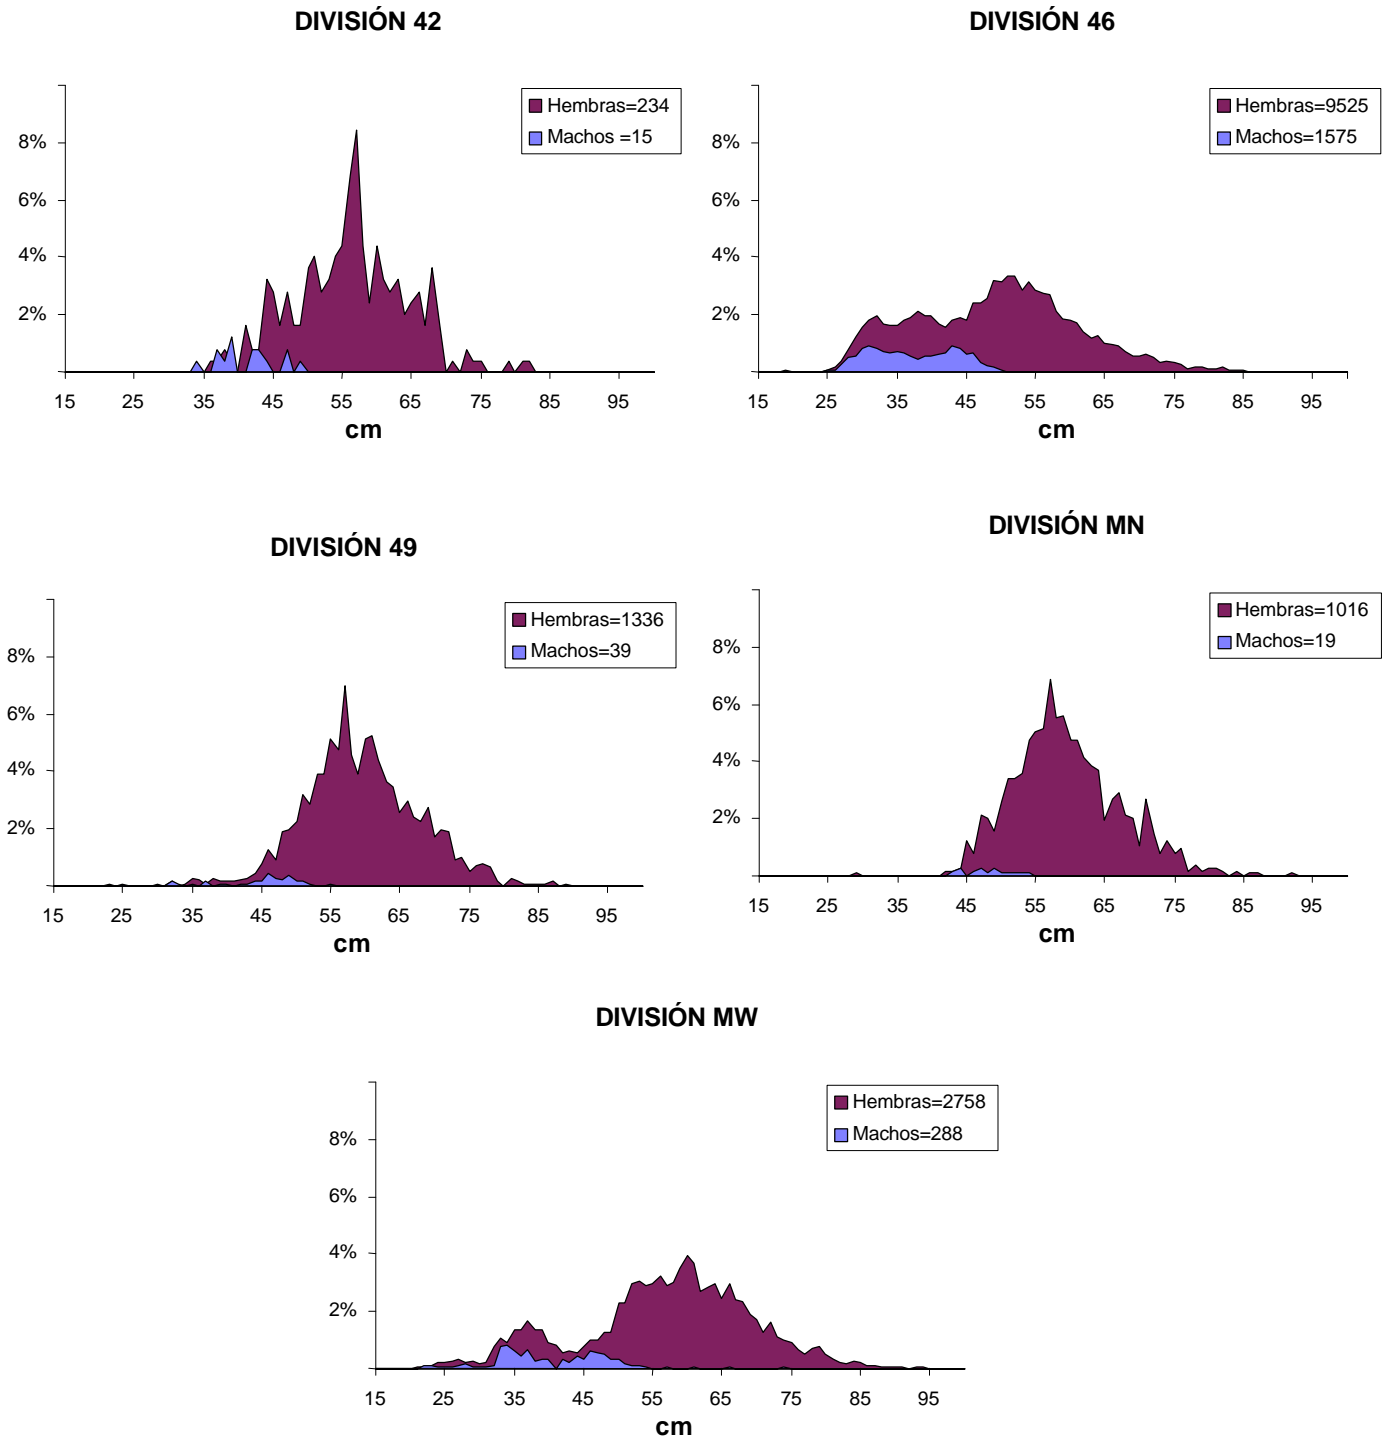 DIVISIÓN 42
Hembras=234
Machos =15
8%
6%
4%
2%
15 25 35 45 55 65 75 85 95
cm
DIVISIÓN 46
Hembras=9525
Machos=1575
8%
6%
4%
2%
15 25 35 45 55 65 75 85 95
cm
DIVISIÓN 49
Hembras=1336
Machos=39
8%
6%
4%
2%
15 25 35 45 55 65 75 85 95
cm
DIVISIÓN MN
Hembras=1016
Machos=19
8%
6%
4%
2%
15 25 35 45 55 65 75 85 95
cm
DIVISIÓN MW
Hembras=2758
Machos=288
8%
6%
4%
2%
15 25 35 45 55 65 75 85 95
cm